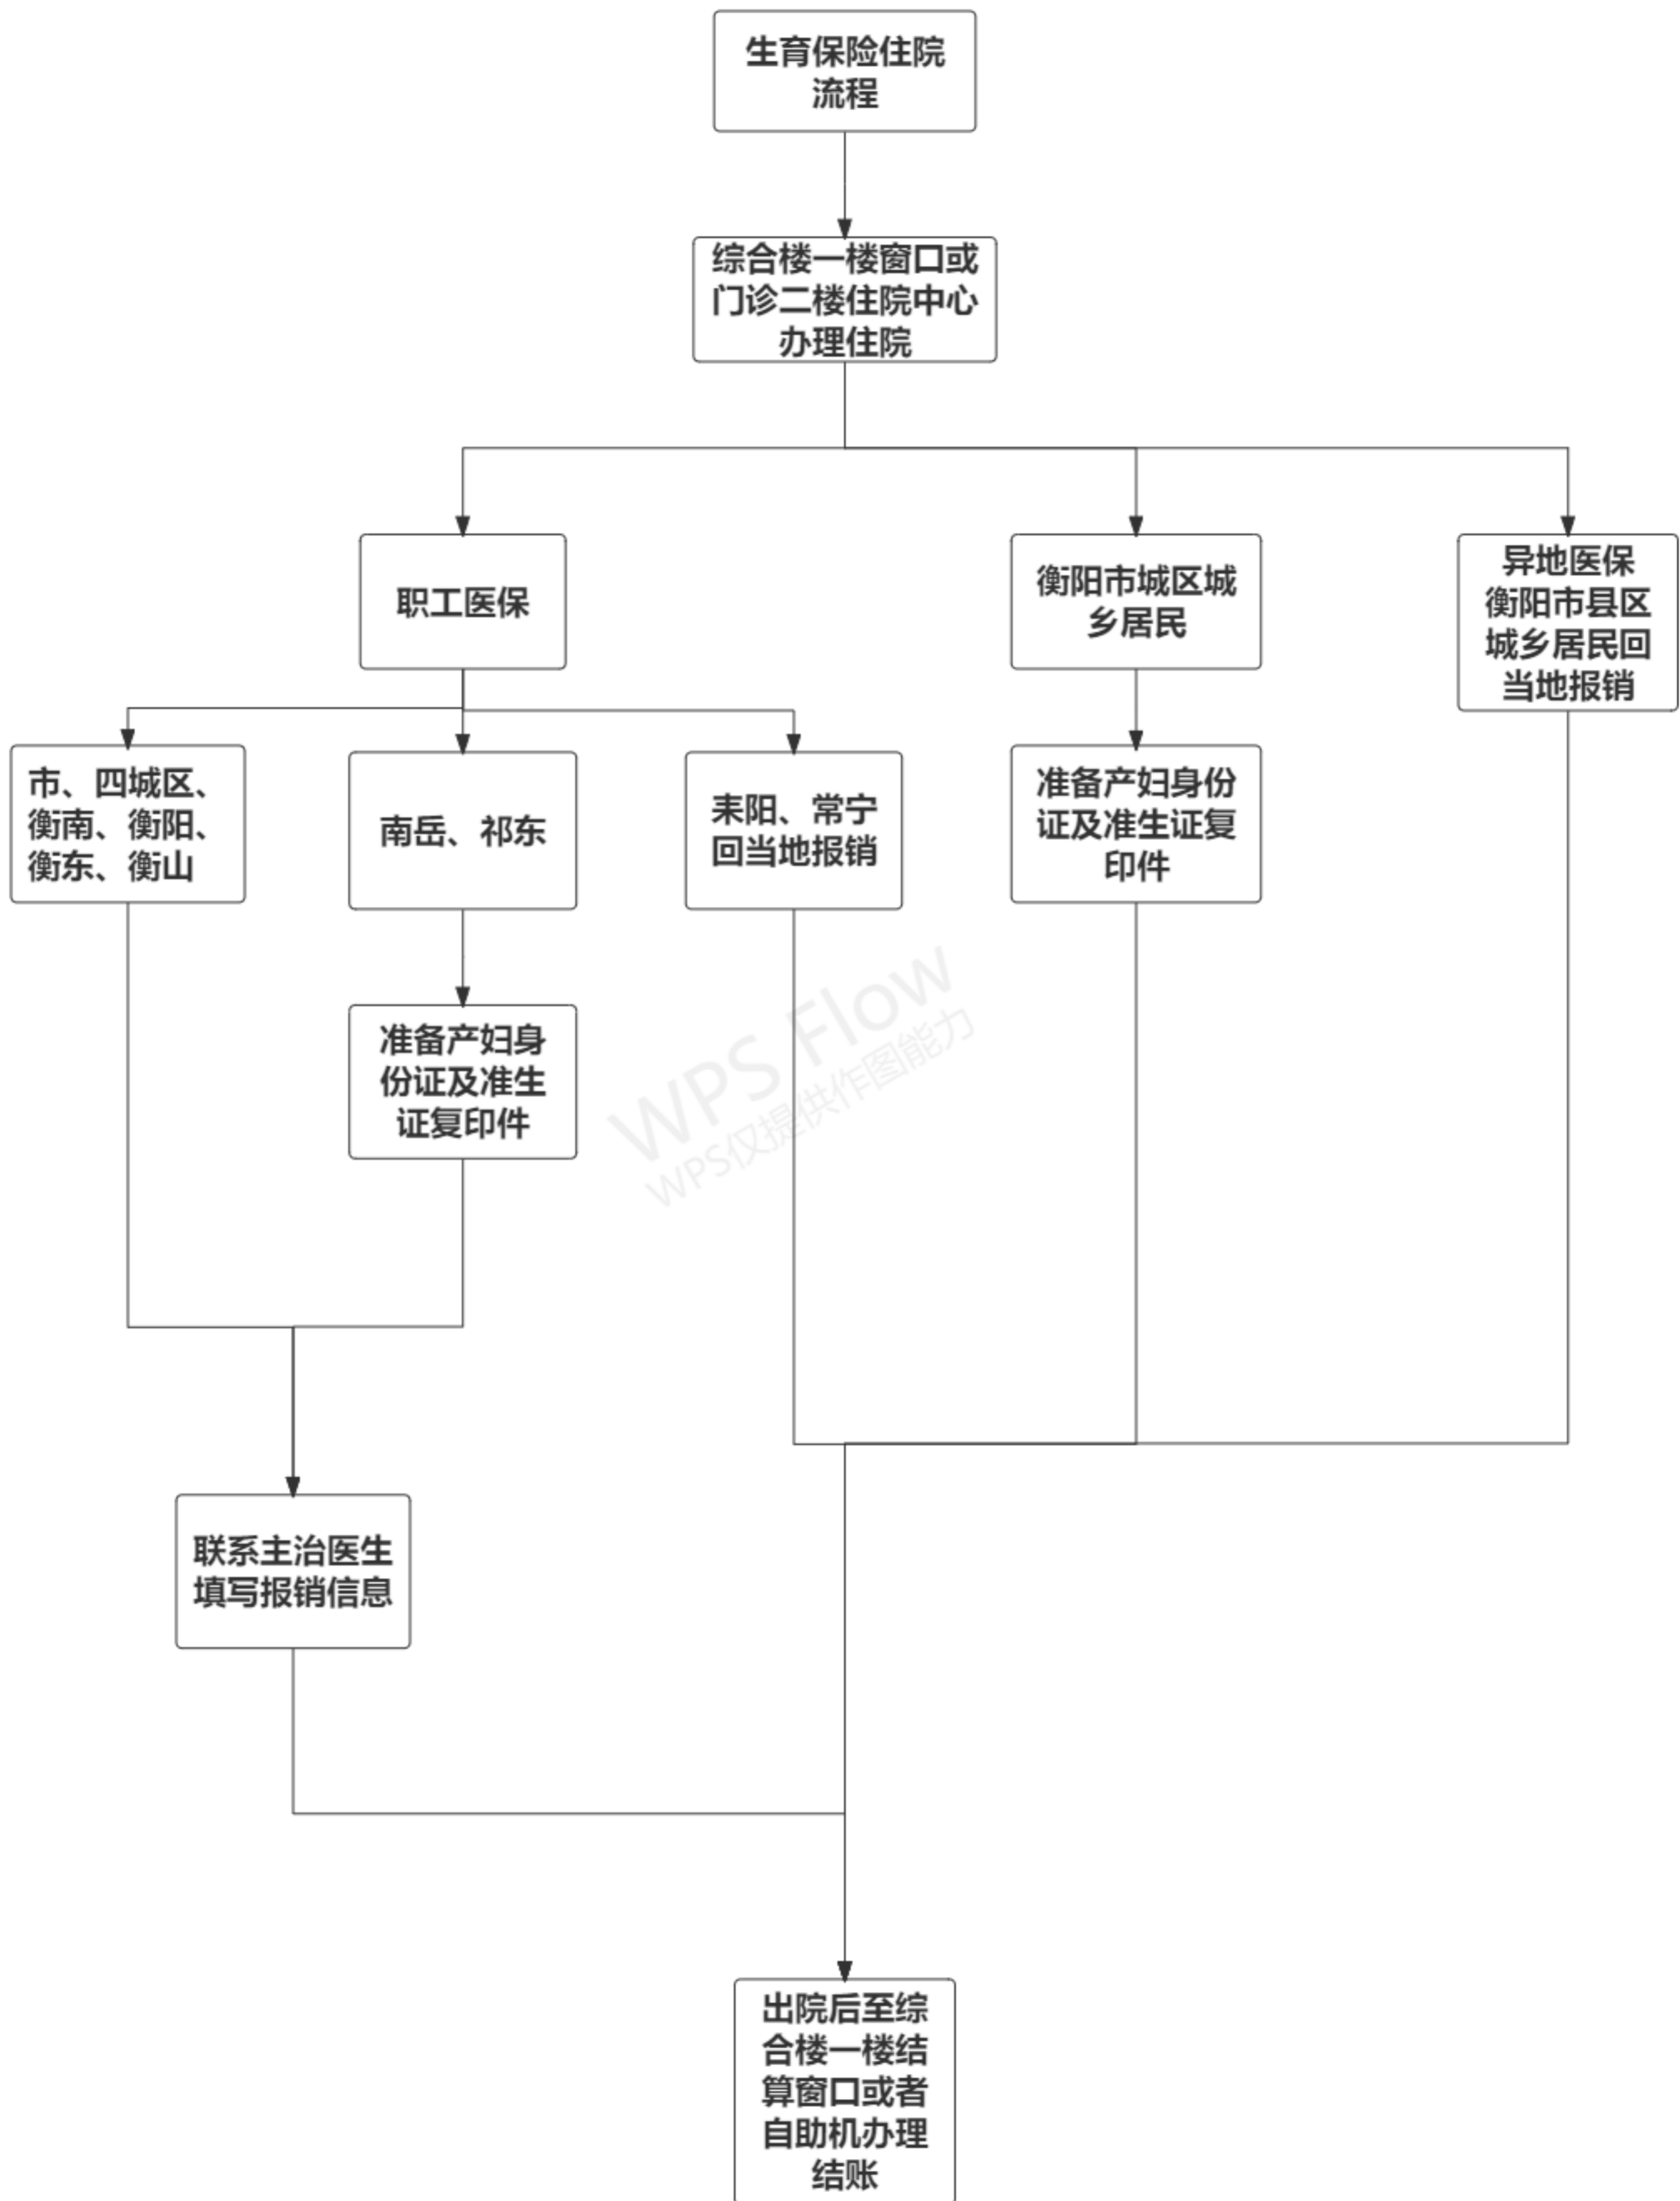 生育保险住院
流程
综合楼一楼窗口或
门诊二楼住院中心
办理住院
职工医保
衡阳市城区城
乡居民
异地医保
衡阳市县区
城乡居民回
当地报销
市、四城区、
衡南、衡阳、
衡东、衡山
南岳、祁东
耒阳、常宁
回当地报销
准备产妇身份
证及准生证复
印件
准备产妇身
份证及准生
证复印件
WPS Flow
WPS仅提供作图能力
联系主治医生
填写报销信息
出院后至综
合楼一楼结
算窗口或者
自助机办理
结账